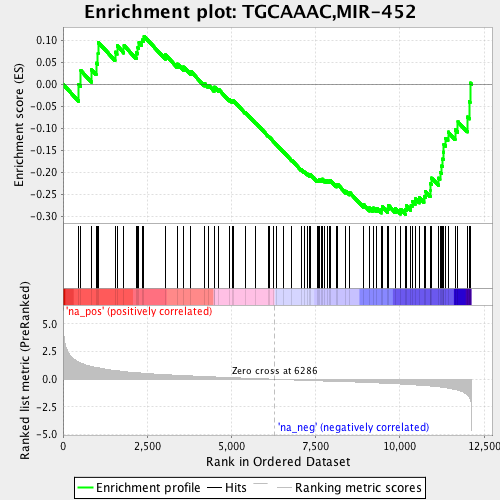 Enrichment plot: TGCAAAC,MIR-452
Enrichment score (ES)
0.10
0.05
0.00
-0.05
-0.10
-0.15
-0.20
-0.25
-0.30
'na_pos' (positively correlated)
Ranked list metric (PreRanked)
5.0
2.5
0.0
-2.5
-5.0
Zero cross at 6286
'na_neg' (negatively correlated)
0
2,500
5,000
7,500
10,000
12,500
Rank in Ordered Dataset
Enrichment profile
Hits
Ranking metric scores